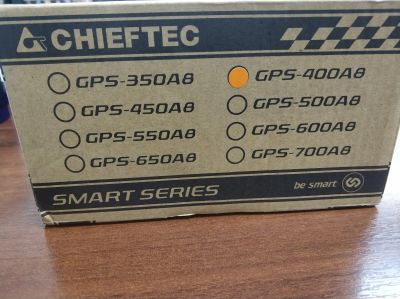 CHIEFTEC
GPS-350A8 GPS-400A8
GPS-450A8 GPS-500A8
GPS-550A8 GPS-600A8
GPS-650A8 GPS-700A8
SMART SERIES be smart